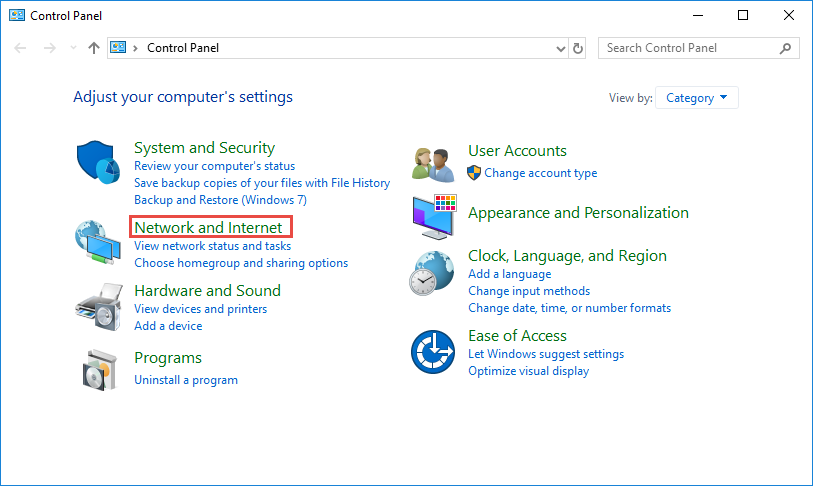 Control Panel
Control Panel
Search Control Panel
Adjust your computer's settings
View by: Category
System and Security
Review your computer's status
Save backup copies of your files with File History
Backup and Restore (Windows 7)
Network and Internet
View network status and tasks
Choose homegroup and sharing options
Hardware and Sound
View devices and printers
Add a device
Programs
Uninstall a program
User Accounts
Change account type
Appearance and Personalization
Clock, Language, and Region
Add a language
Change input methods
Change date, time, or number formats
Ease of Access
Let Windows suggest settings
Optimize visual display